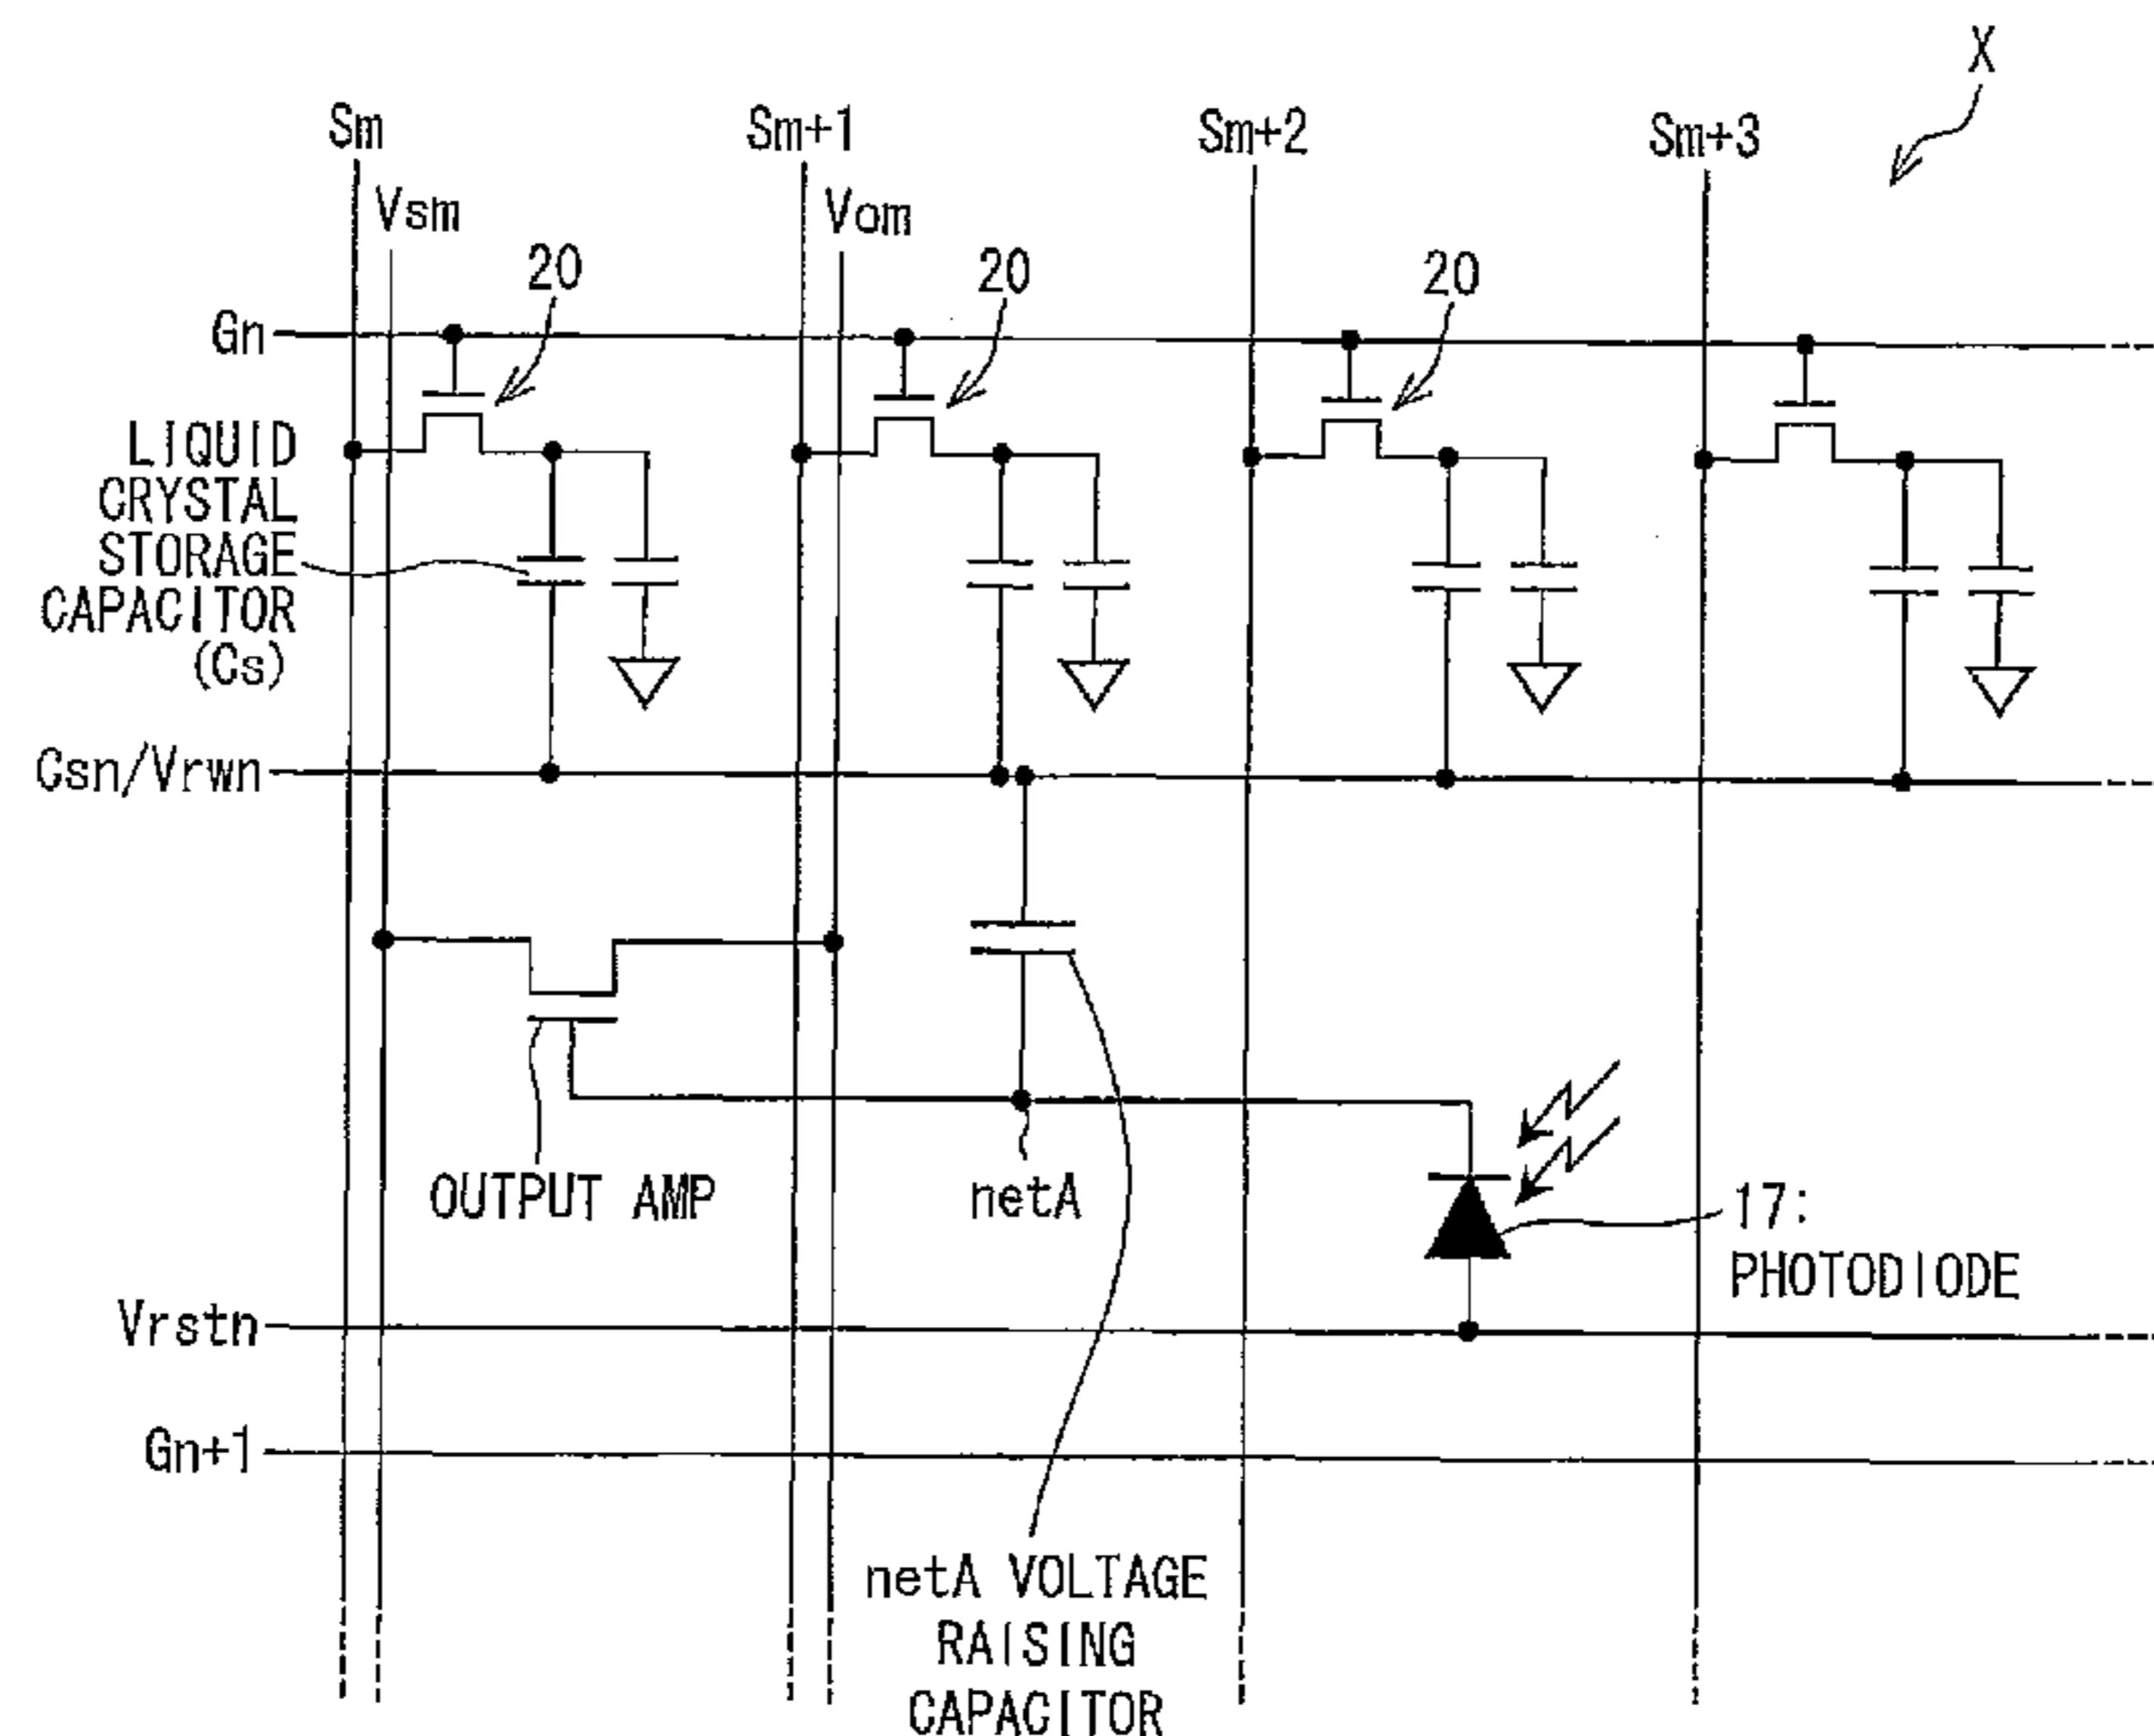 X
Sm
Sm+1
Sm+2
Sm+3
Vsm
Vom
20
20
20
Gn
LIQUID
CRYSTAL
STORAGE
CAPACITOR
(Cs)
Csn/Vrwn
OUTPUT AMP
netA
17:
PHOTODIODE
Vrstn
Gn+1
netA VOLTAGE
RAISING
CAPACITOR